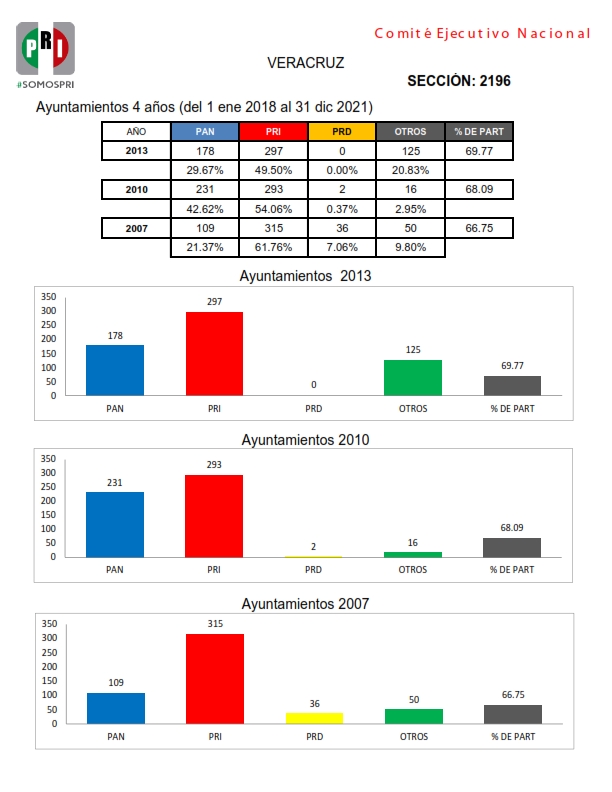 Comité Ejecutivo Nacional
PRI
#SOMOSPRI
VERACRUZ
SECCIÓN: 2196
Ayuntamientos 4 años (del 1 ene 2018 al 31 dic 2021)
AÑO PAN PRI PRD OTROS % DE PART
2013 178 297 0 125 69.77
29.67% 49.50% 0.00% 20.83%
2010 231 293 2 16 68.09
42.62% 54.06% 0.37% 2.95%
2007 109 315 36 50 66.75
21.37% 61.76% 7.06% 9.80%
Ayuntamientos 2013
350
300
250
200
150
100
50
0
178 297 0 125 69.77
PAN PRI PRD OTROS % DE PART
Ayuntamientos 2010
350
300
250
200
150
100
50
0
231 293 2 16 68.09
PAN PRI PRD OTROS % DE PART
Ayuntamientos 2007
350
300
250
200
150
100
50
0
109 315 36 50 66.75
PAN PRI PRD OTROS % DE PART